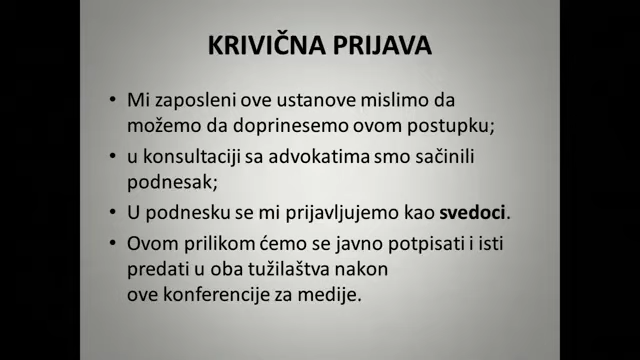 KRIVIČNA PRIJAVA
• Mi zaposleni ove ustanove mislimo da
možemo da doprinesemo ovom postupku;
• u konsultaciji sa advokatima smo sačinili
podnesak;
• U podnesku se mi prijavljujemo kao svedoci.
• Ovom prilikom ćemo se javno potpisati i isti
predati u oba tužilaštva nakon
ove konferencije za medije.